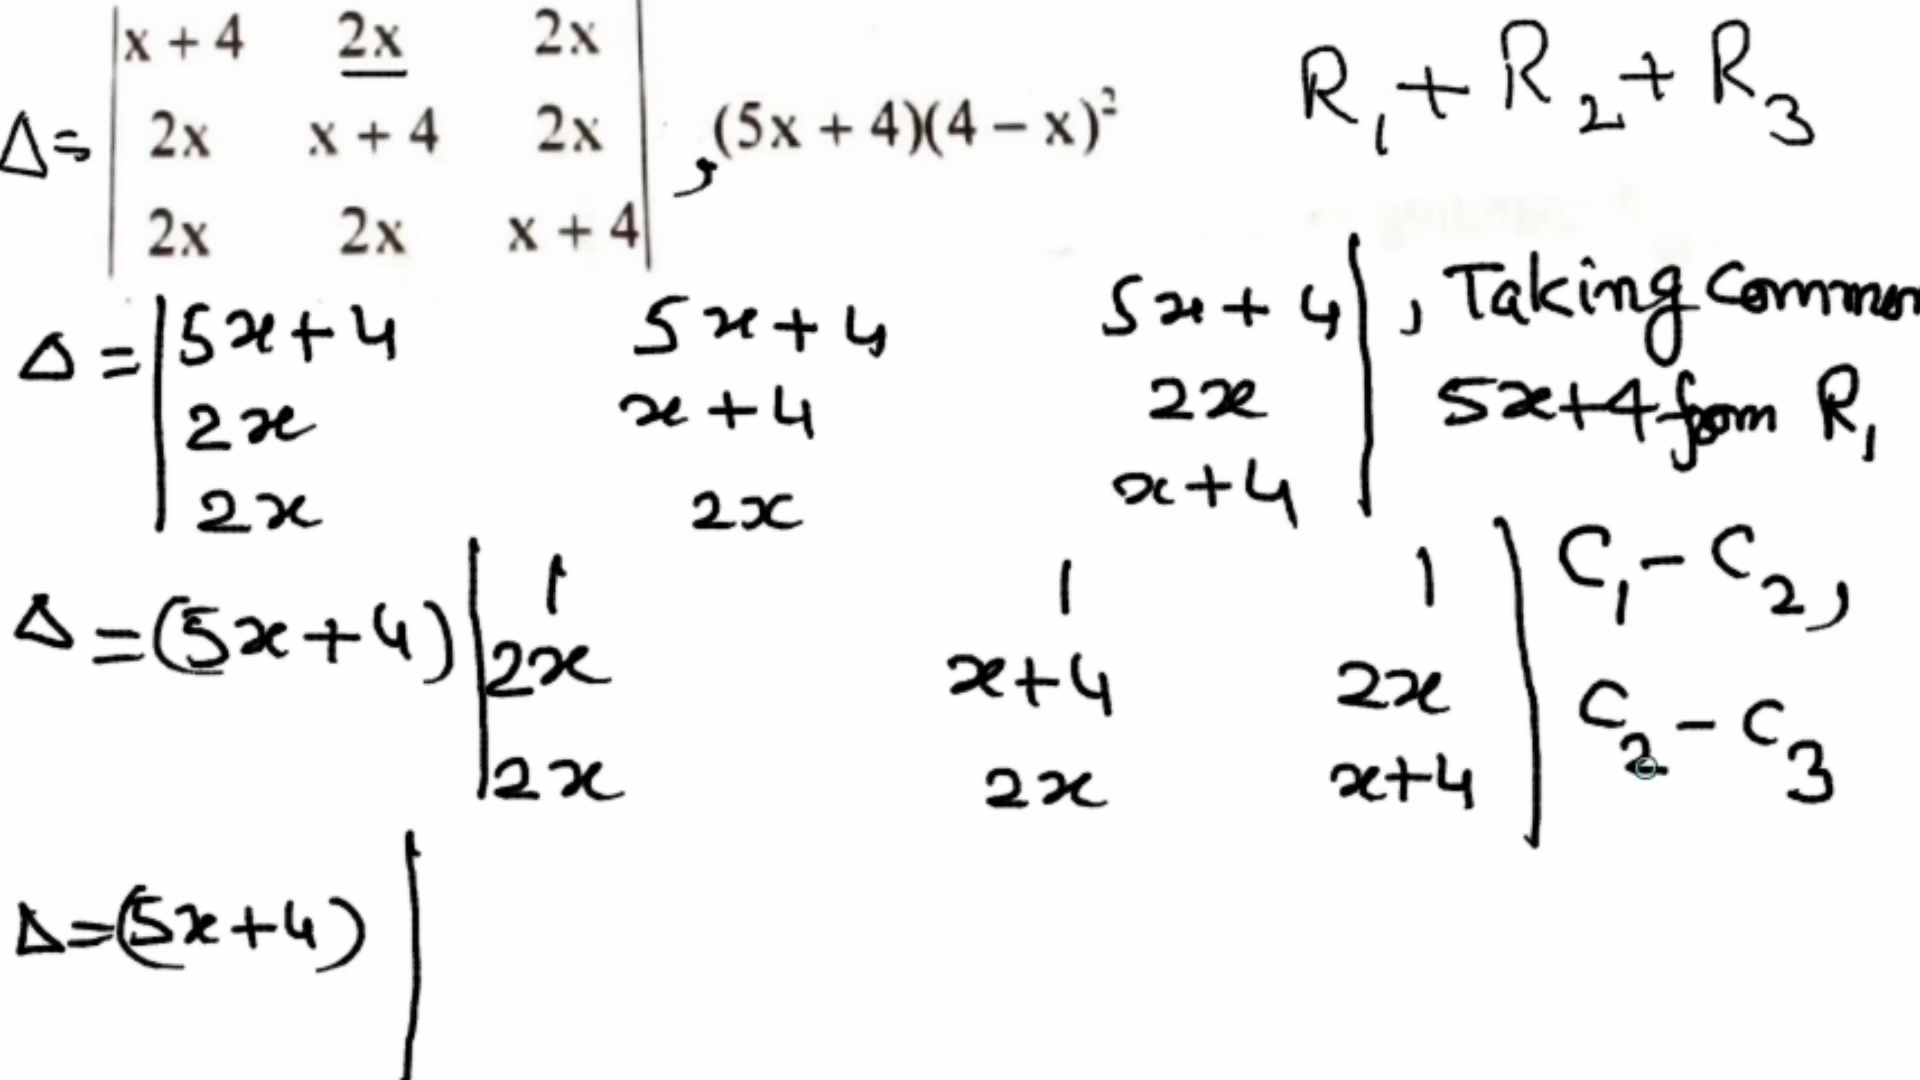 x + 4 2x 2x
Δ= 2x x + 4 2x , (5x + 4)(4 − x)²
2x 2x x + 4
R₁ + R₂ + R₃
Δ = 5x+4 5x+4 5x+4 , Taking Common
2x x+4 2x 5x+4 from R₁
2x 2x x+4
1 1 1 C₁ − C₂,
Δ = (5x+4) 2x x+4 2x C₂ − C₃
2x 2x x+4
Δ=(5x+4)